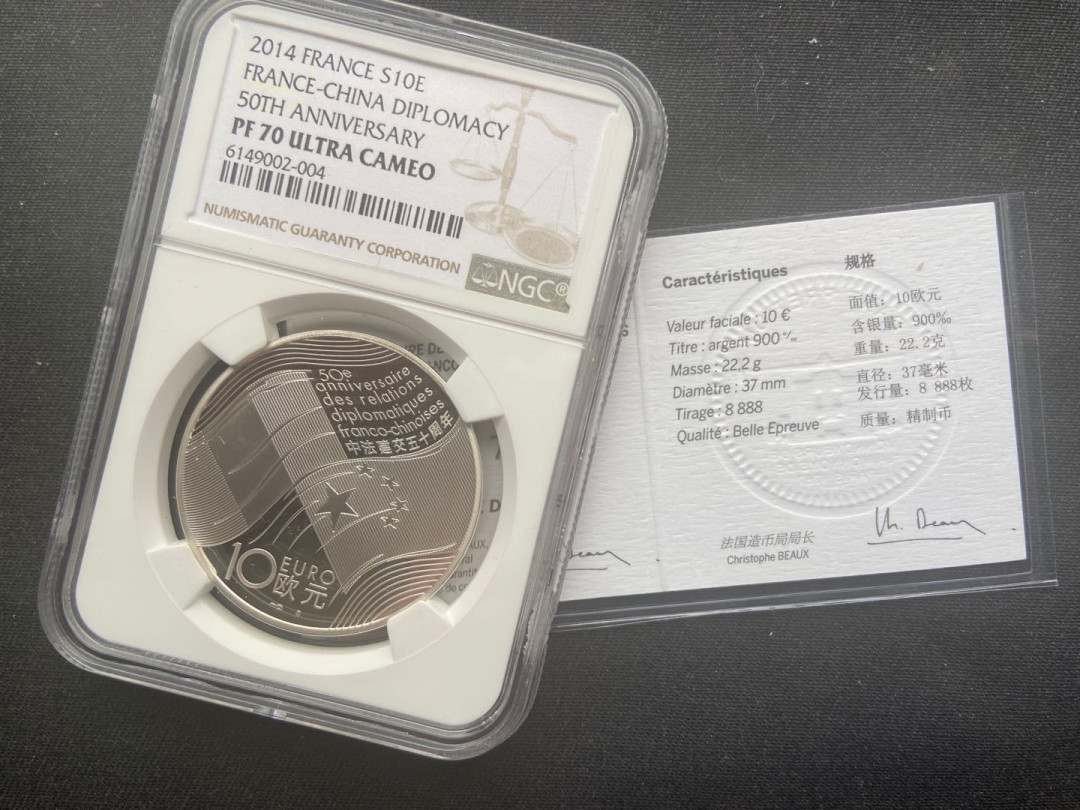 2014 FRANCE S10E
FRANCE-CHINA DIPLOMACY
50TH ANNIVERSARY
PF 70 ULTRA CAMEO
6149002-004
NUMISMATIC GUARANTY CORPORATION
NGC®
50e
anniversaire
des relations
diplomatiques
franco-chinoises
中法建交五十周年
10 EURO
欧元
Caractéristiques
Valeur faciale : 10 €
Titre : argent 900 °/₀₀
Masse : 22,2 g
Diamètre : 37 mm
Tirage : 8 888
Qualité : Belle Epreuve
规格
面值：10欧元
含银量：900‰
重量：22.2克
直径：37毫米
发行量：8 888枚
质量：精制币
法国造币局局长
Christophe BEAUX